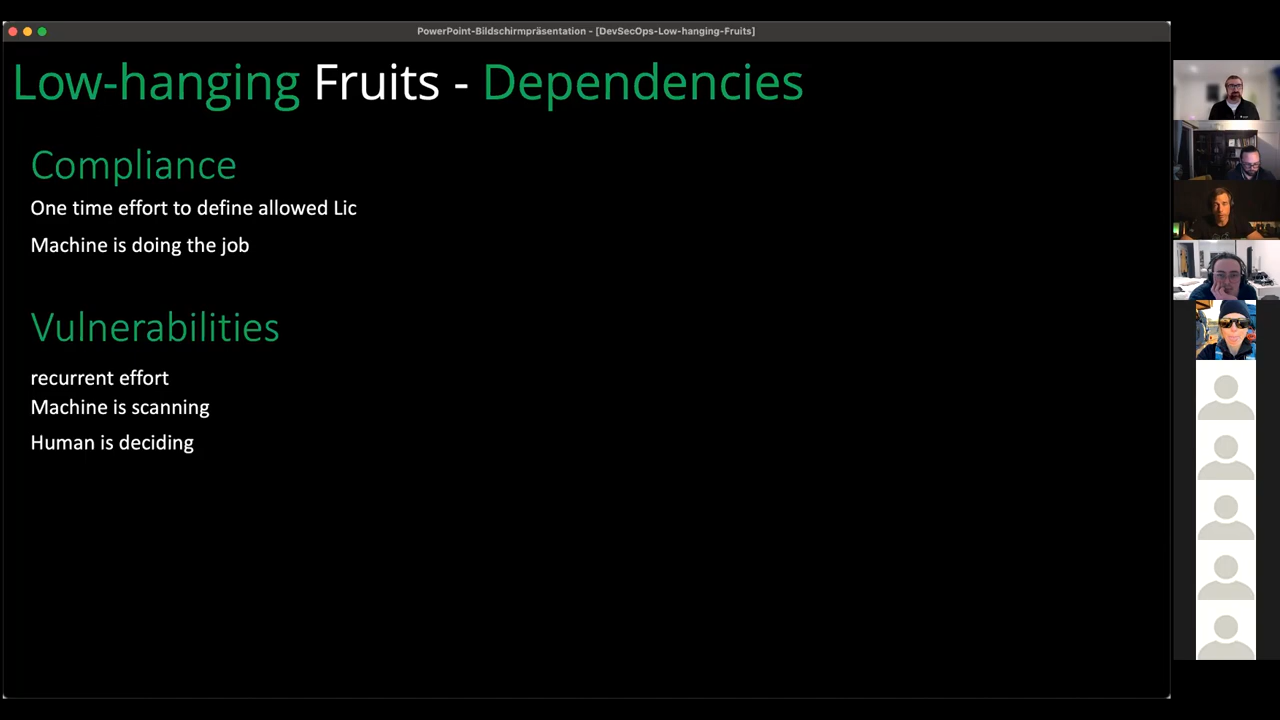 PowerPoint-Bildschirmpräsentation - [DevSecOps-Low-hanging-Fruits]
Low-hanging Fruits - Dependencies
Compliance
One time effort to define allowed Lic
Machine is doing the job
Vulnerabilities
recurrent effort
Machine is scanning
Human is deciding